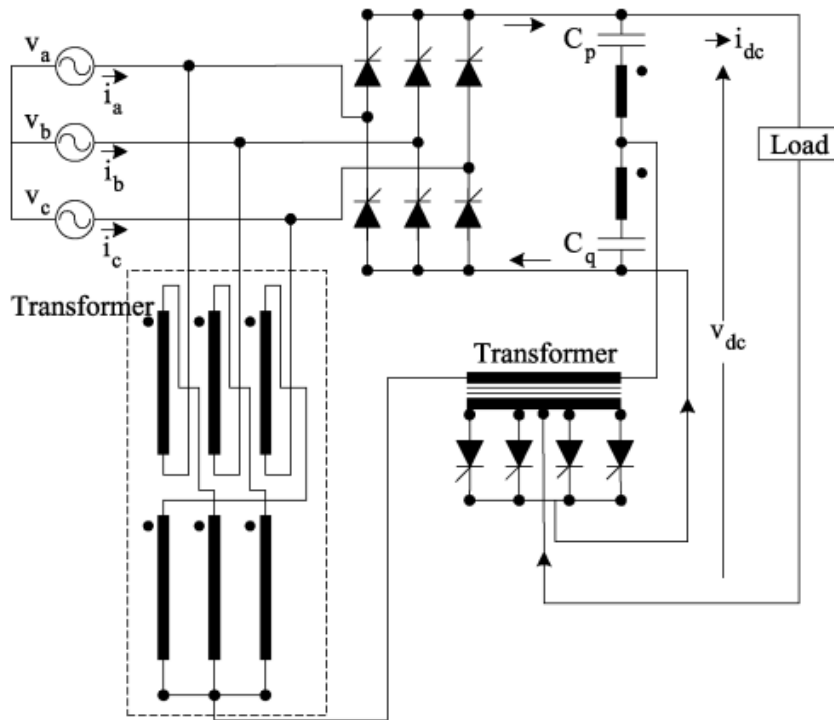 v_a
i_a
v_b
i_b
v_c
i_c
C_p
i_dc
Load
C_q
Transformer
Transformer
v_dc